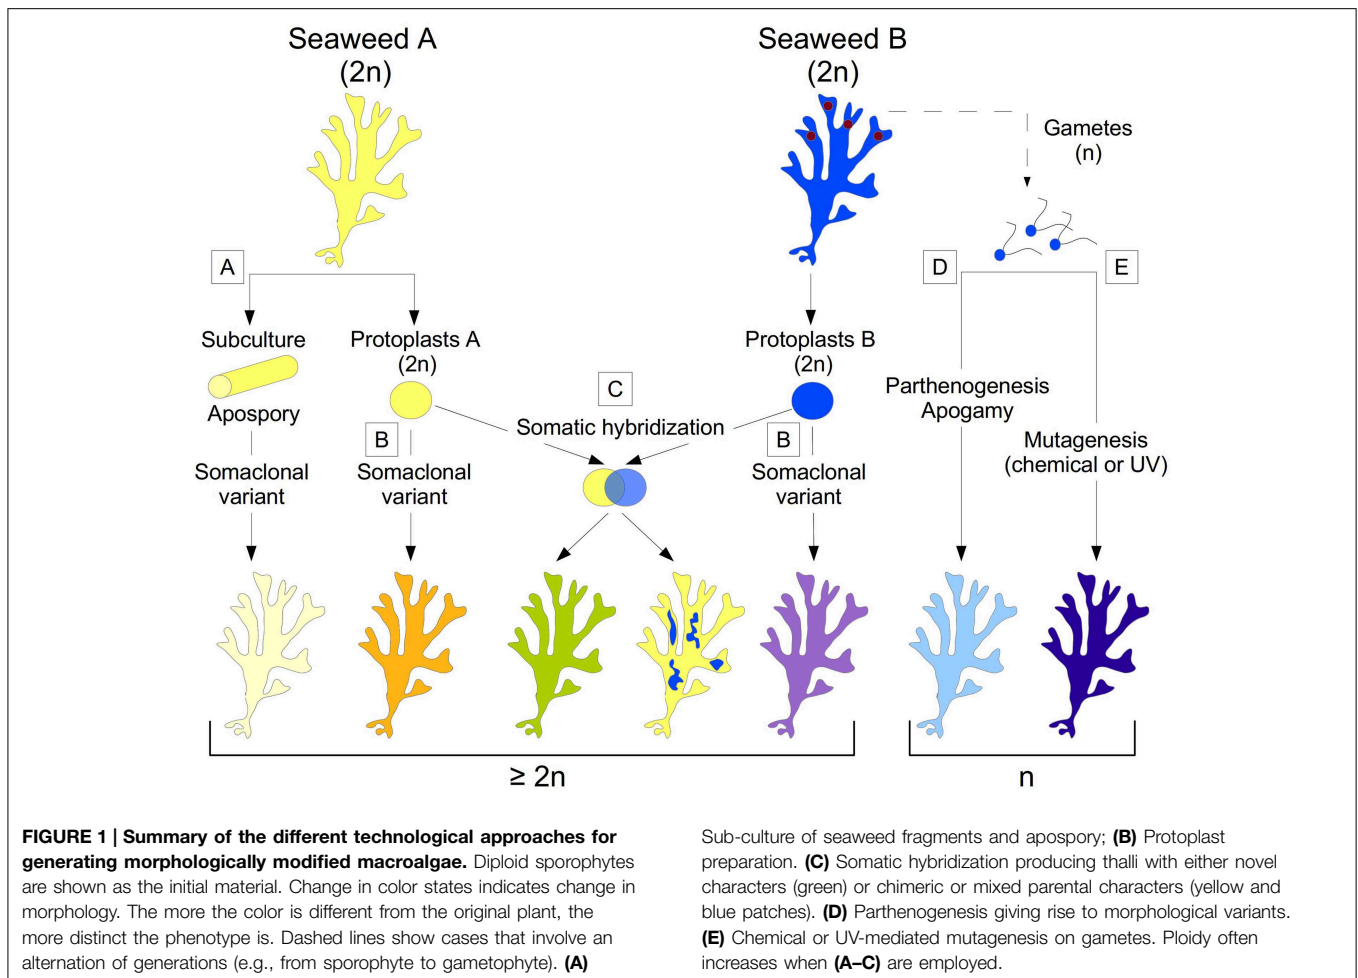 Seaweed A
(2n)
Seaweed B
(2n)
Gametes
(n)
A
D
E
Subculture
Apospory
Protoplasts A
(2n)
Protoplasts B
(2n)
C
Somatic hybridization
B
B
Parthenogenesis
Apogamy
Mutagenesis
(chemical or UV)
Somaclonal
variant
Somaclonal
variant
Somaclonal
variant
≥ 2n
n
FIGURE 1 | Summary of the different technological approaches for
generating morphologically modified macroalgae. Diploid sporophytes
are shown as the initial material. Change in color states indicates change in
morphology. The more the color is different from the original plant, the
more distinct the phenotype is. Dashed lines show cases that involve an
alternation of generations (e.g., from sporophyte to gametophyte). (A)
Sub-culture of seaweed fragments and apospory; (B) Protoplast
preparation. (C) Somatic hybridization producing thalli with either novel
characters (green) or chimeric or mixed parental characters (yellow and
blue patches). (D) Parthenogenesis giving rise to morphological variants.
(E) Chemical or UV-mediated mutagenesis on gametes. Ploidy often
increases when (A–C) are employed.